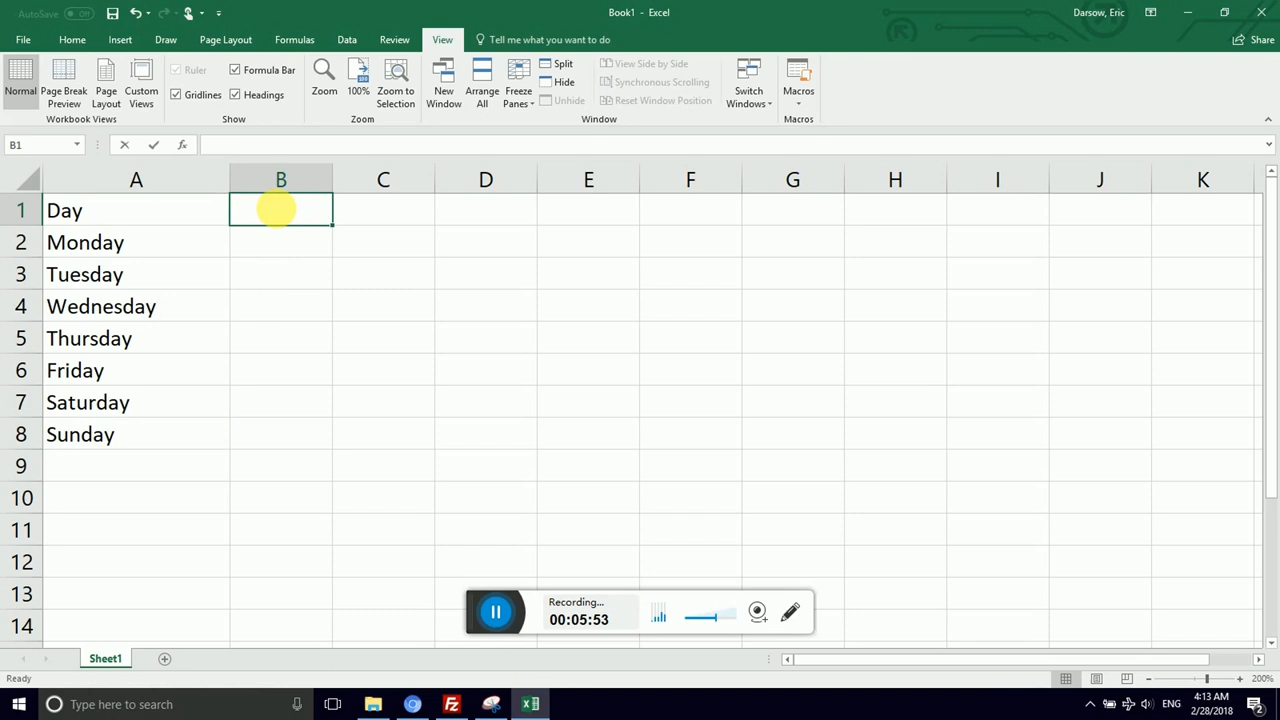 AutoSave Off
Book1 - Excel
Darsow, Eric
File Home Insert Draw Page Layout Formulas Data Review View Tell me what you want to do Share
Normal
Page Break Preview
Page Layout
Custom Views
Workbook Views
Ruler
Formula Bar
Gridlines
Headings
Show
Zoom
100%
Zoom to Selection
Zoom
New Window
Arrange All
Freeze Panes
Split
Hide
Unhide
View Side by Side
Synchronous Scrolling
Reset Window Position
Window
Switch Windows
Macros
Macros
B1
fx
A B C D E F G H I J K
1 Day
2 Monday
3 Tuesday
4 Wednesday
5 Thursday
6 Friday
7 Saturday
8 Sunday
9
10
11
12
13
14
Recording...
00:05:53
Sheet1
Ready
200%
Type here to search
ENG
4:13 AM
2/28/2018
2